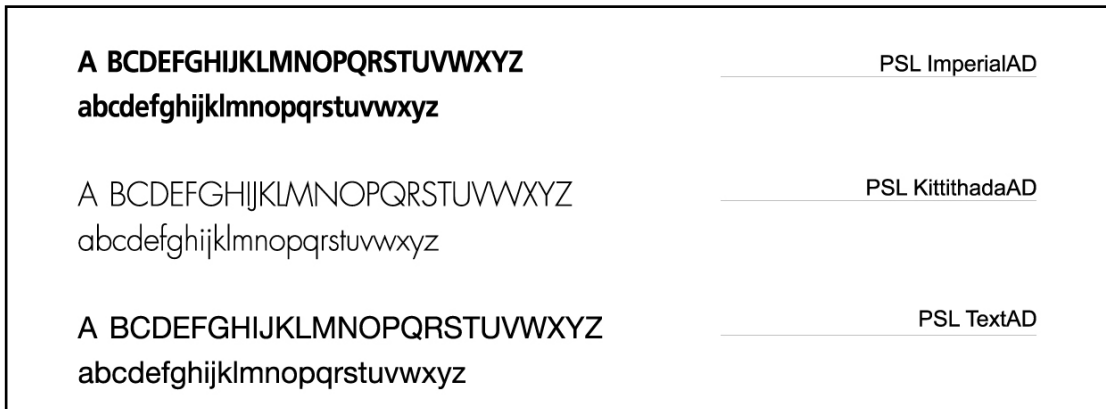 A BCDEFGHIJKLMNOPQRSTUVWXYZ
PSL ImperialAD
abcdefghijklmnopqrstuvwxyz
A BCDEFGHIJKLMNOPQRSTUVWXYZ
PSL KittithadaAD
abcdefghijklmnopqrstuvwxyz
A BCDEFGHIJKLMNOPQRSTUVWXYZ
PSL TextAD
abcdefghijklmnopqrstuvwxyz